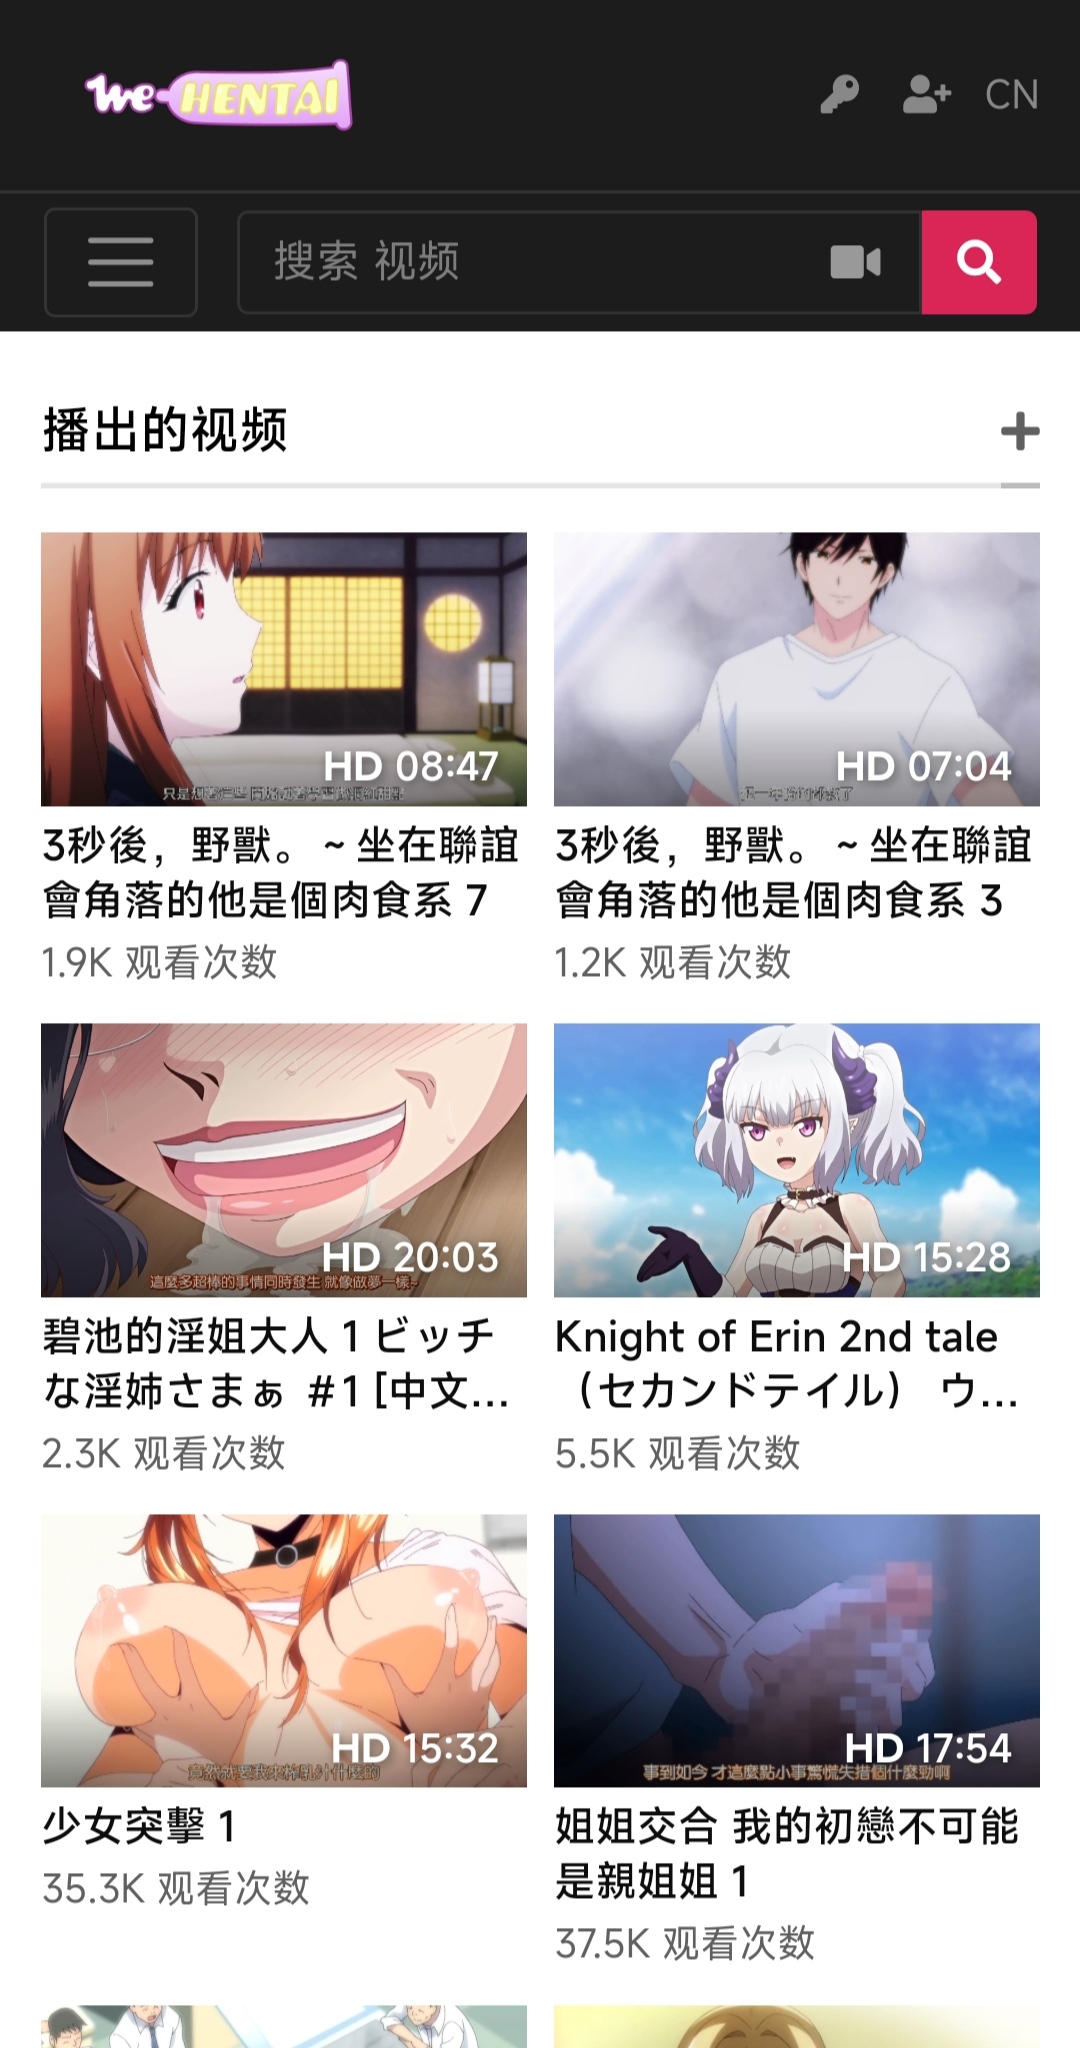 We HENTAI
CN
搜索 视频
播出的视频
HD 08:47
HD 07:04
3秒後，野獸。 ~ 坐在聯誼
會角落的他是個肉食系 7
1.9K 观看次数
3秒後，野獸。 ~ 坐在聯誼
會角落的他是個肉食系 3
1.2K 观看次数
HD 20:03
這麼多超棒的事情同時發生 就像做夢一樣~
HD 15:28
碧池的淫姐大人 1 ビッチ
な淫姉さまぁ ＃1 [中文...
2.3K 观看次数
Knight of Erin 2nd tale
（セカンドテイル） ウ...
5.5K 观看次数
HD 15:32
HD 17:54
事到如今 才這麼點小事驚慌失措個什麼勁啊
少女突擊 1
35.3K 观看次数
姐姐交合 我的初戀不可能
是親姐姐 1
37.5K 观看次数